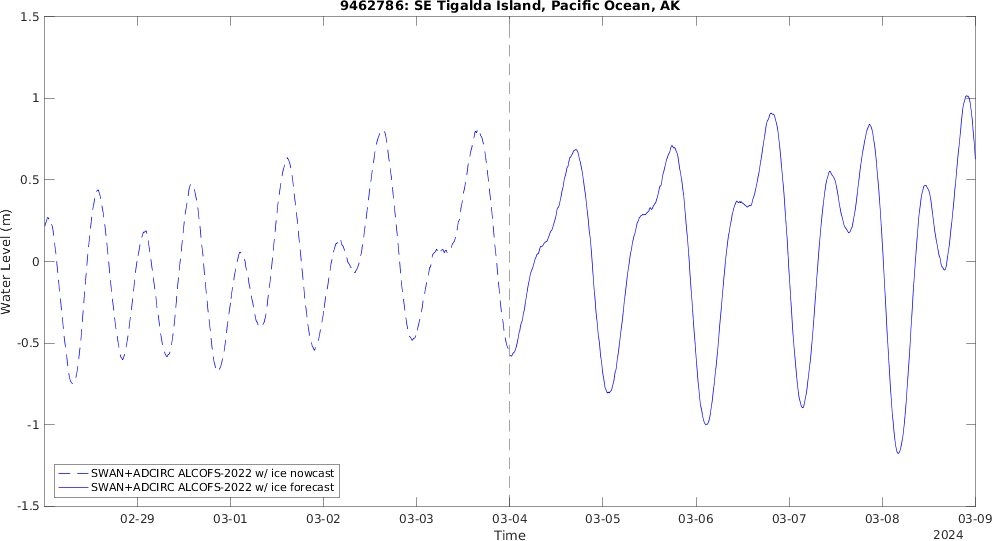 9462786: SE Tigalda Island, Pacific Ocean, AK
1.5
1
0.5
0
-0.5
-1
-1.5
Water Level (m)
SWAN+ADCIRC ALCOFS-2022 w/ ice nowcast
SWAN+ADCIRC ALCOFS-2022 w/ ice forecast
02-29 03-01 03-02 03-03 03-04 03-05 03-06 03-07 03-08 03-09
Time
2024